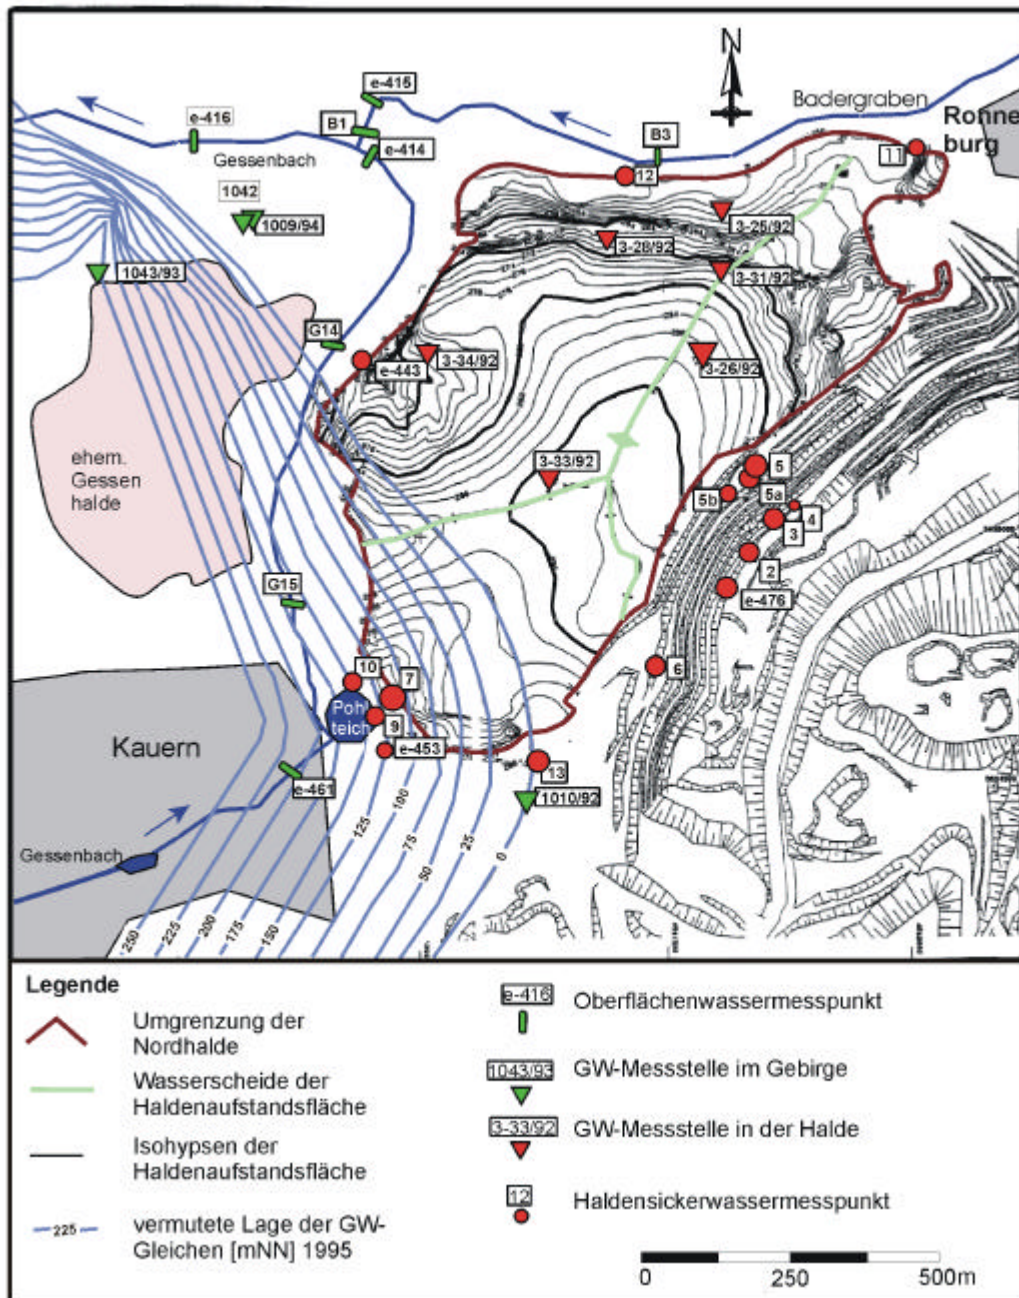 N
e-415
e-416
B1
Badergraben
Ronne
burg
e-414
B3
Gessenbach
11
12
1042
1009/94
3-25/92
3-28/92
1043/93
3-31/92
G14
e-443
3-34/92
3-26/92
ehem.
Gessen
halde
3-33/92
5
5b
5a
4
3
2
G15
e-476
6
10
7
Pohl
teich
9
Kauern
e-453
13
e-461
1010/92
100
125
75
25
0
50
Gessenbach
250
225
200
175
150
Legende
Umgrenzung der
Nordhalde
Wasserscheide der
Haldenaufstandsfläche
Isohypsen der
Haldenaufstandsfläche
225
vermutete Lage der GW-
Gleichen [mNN] 1995
e-416
Oberflächenwassermesspunkt
1043/93
GW-Messstelle im Gebirge
3-33/92
GW-Messstelle in der Halde
12
Haldensickerwassermesspunkt
0 250 500m